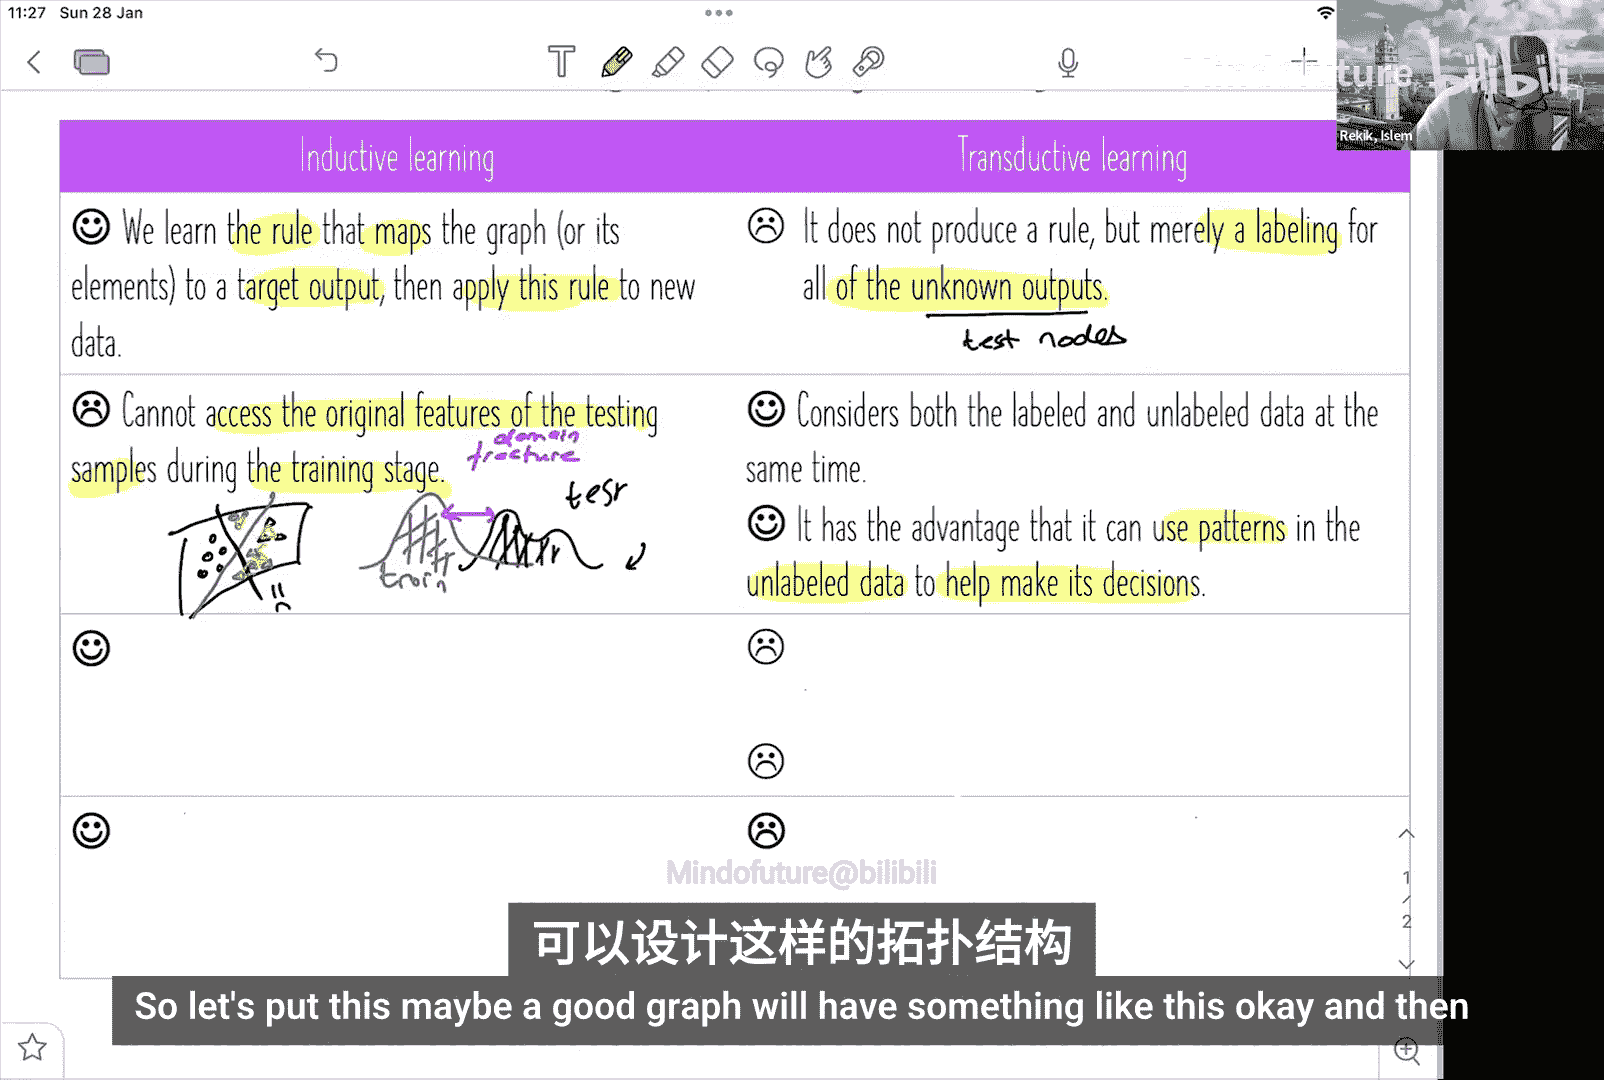 11:27 Sun 28 Jan
Mindofuture bilibili
Rekik, Islem
Inductive learning
Transductive learning
We learn the rule that maps the graph (or its
elements) to a target output, then apply this rule to new
data.
It does not produce a rule, but merely a labeling for
all of the unknown outputs.
test nodes
Cannot access the original features of the testing
samples during the training stage.
domain
fracture
test
train
Considers both the labeled and unlabeled data at the
same time.
It has the advantage that it can use patterns in the
unlabeled data to help make its decisions.
1
/
2
Mindofuture@bilibili
可以设计这样的拓扑结构
So let's put this maybe a good graph will have something like this okay and then